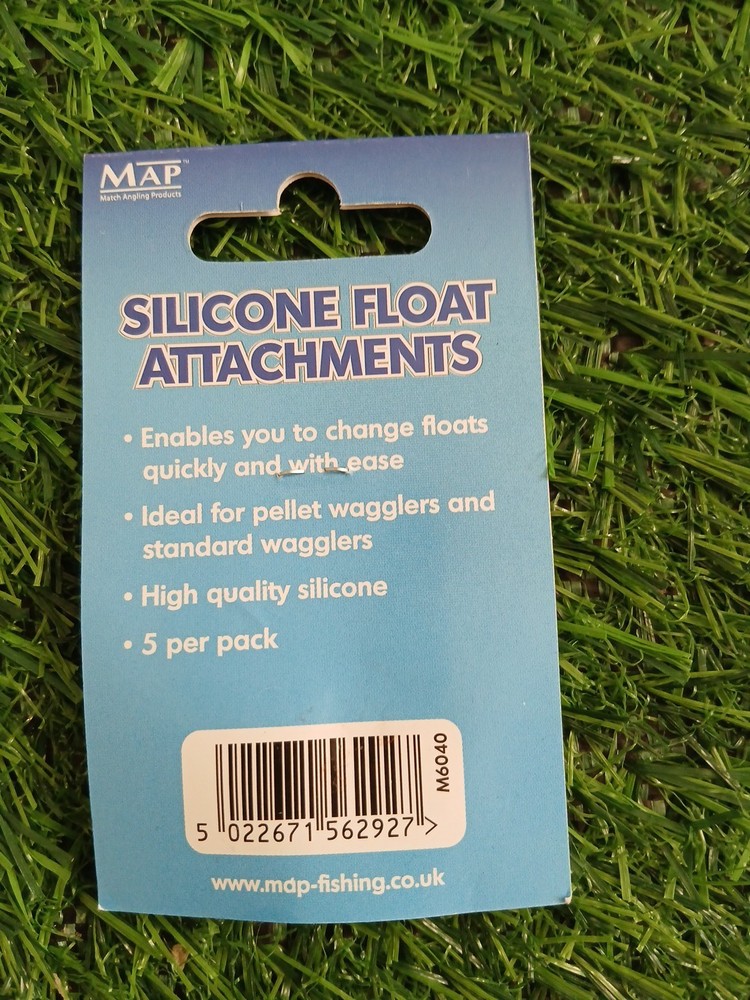 MAP™
Match Angling Products
SILICONE FLOAT
ATTACHMENTS
• Enables you to change floats
quickly and with ease
• Ideal for pellet wagglers and
standard wagglers
• High quality silicone
• 5 per pack
M6040
5 022671 562927 >
www.map-fishing.co.uk